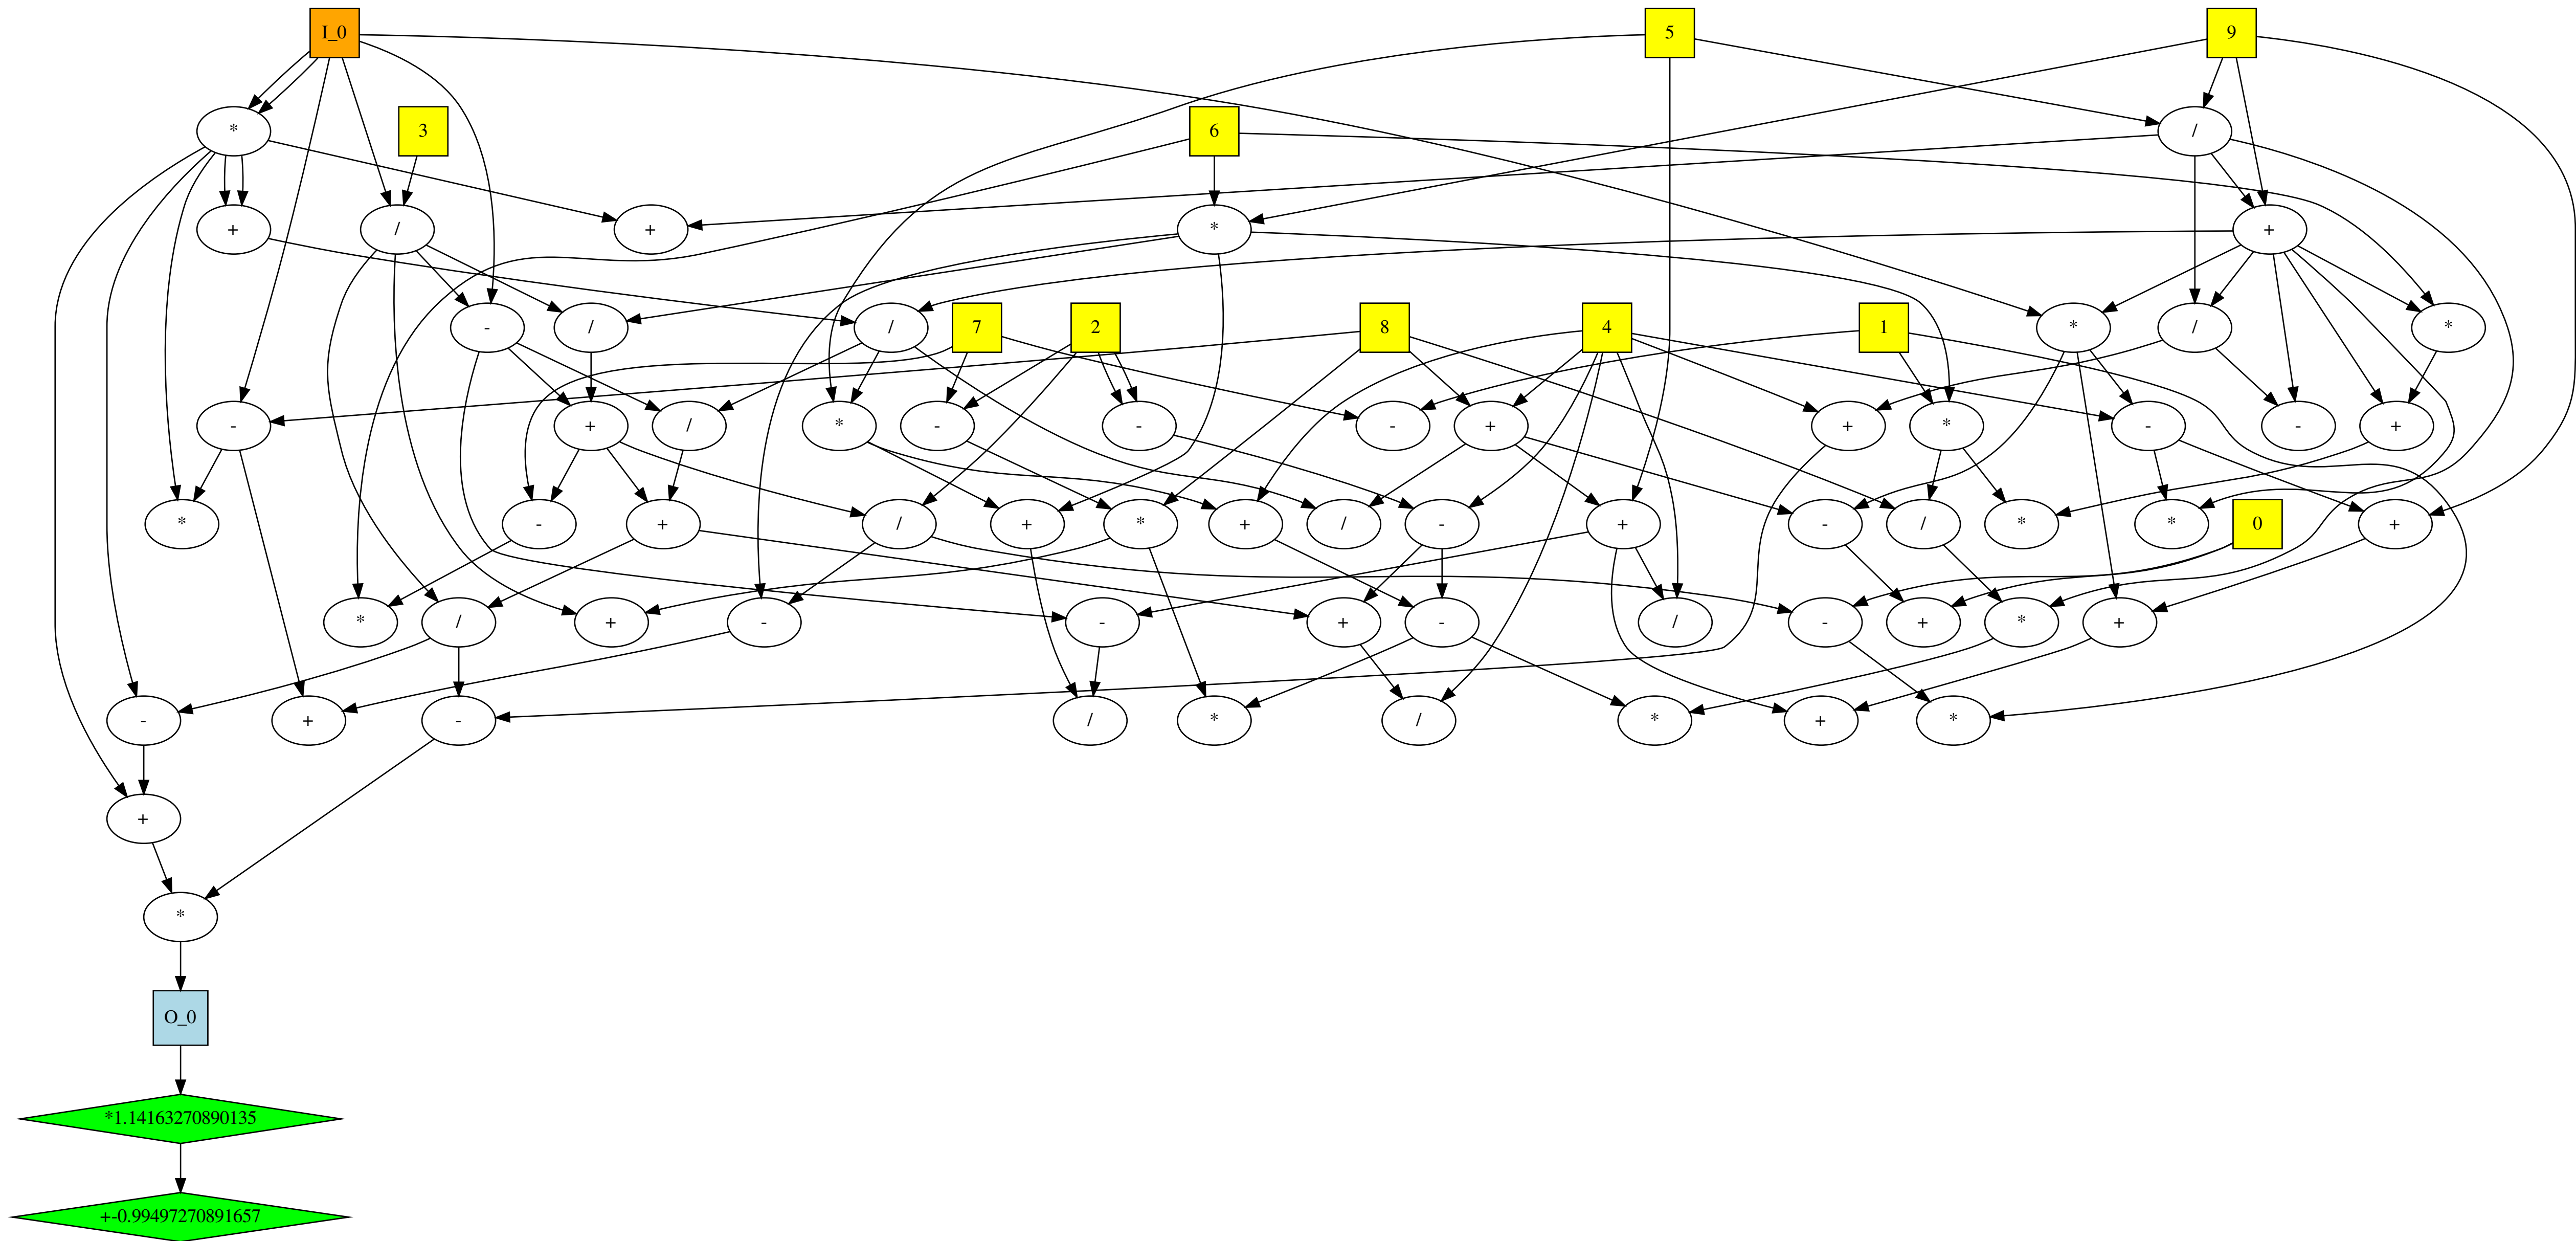 I_0 5 9
* 3 6 /
+ / + * +
- / / 7 2 8 4 1 * / *
- + / * - - - + + * - - +
* - + / + * + / - + - / * * 0 +
* / + - - + - / - + * +
- + - / * / * + *
+
*
O_0
*1.14163270890135
+-0.99497270891657